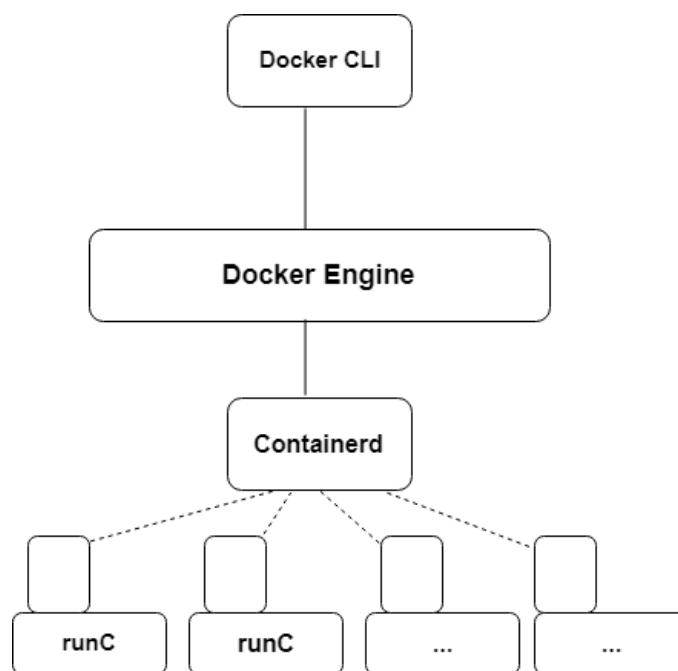 Docker CLI
Docker Engine
Containerd
runC
runC
...
...